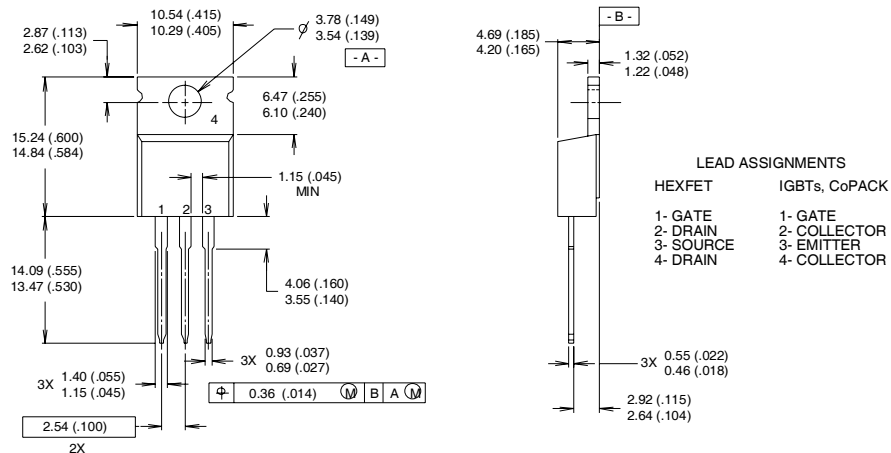 10.54 (.415)
10.29 (.405)
2.87 (.113)
2.62 (.103)
ø 3.78 (.149)
3.54 (.139)
- A -
6.47 (.255)
6.10 (.240)
4
15.24 (.600)
14.84 (.584)
1.15 (.045)
MIN
1 2 3
14.09 (.555)
13.47 (.530)
4.06 (.160)
3.55 (.140)
3X 0.93 (.037)
0.69 (.027)
3X 1.40 (.055)
1.15 (.045)
⌖ 0.36 (.014) Ⓜ B A Ⓜ
2.54 (.100)
2X
- B -
4.69 (.185)
4.20 (.165)
1.32 (.052)
1.22 (.048)
3X 0.55 (.022)
0.46 (.018)
2.92 (.115)
2.64 (.104)
LEAD ASSIGNMENTS
HEXFET IGBTs, CoPACK
1- GATE 1- GATE
2- DRAIN 2- COLLECTOR
3- SOURCE 3- EMITTER
4- DRAIN 4- COLLECTOR